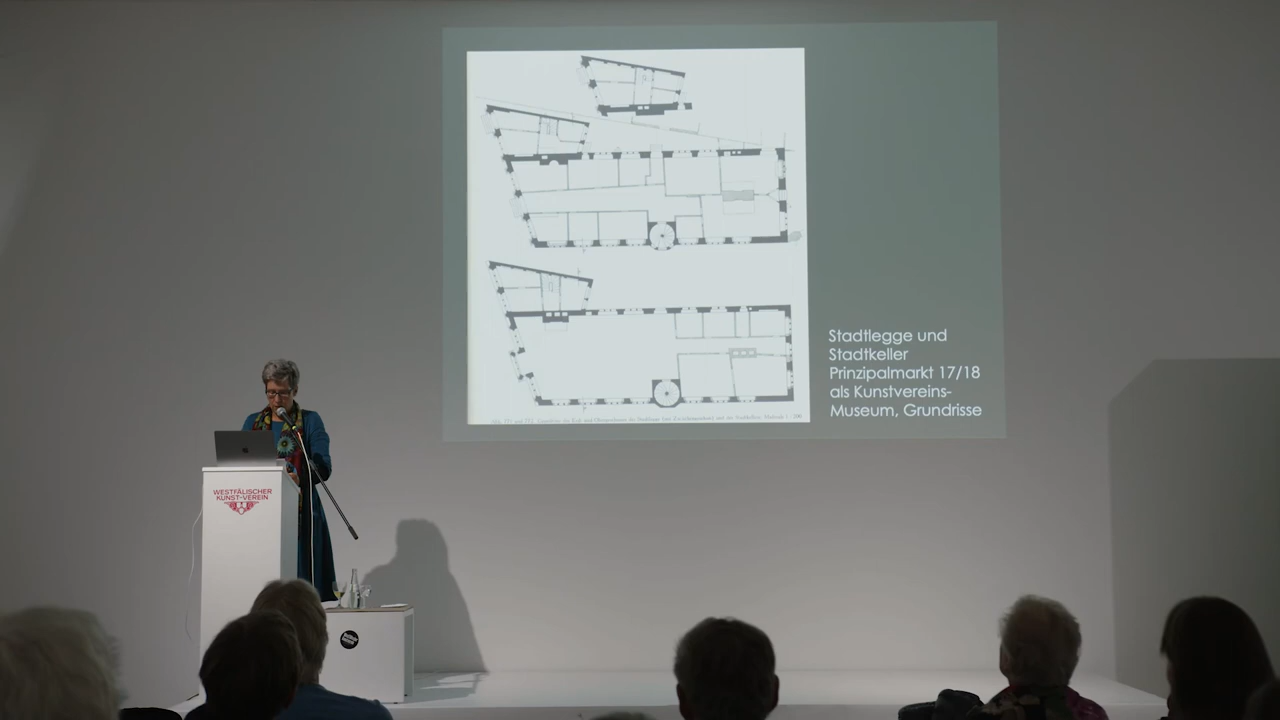 Stadtlegge und
Stadtkeller
Prinzipalmarkt 17/18
als Kunstvereins-
Museum, Grundrisse
WESTFÄLISCHER
KUNST-VEREIN